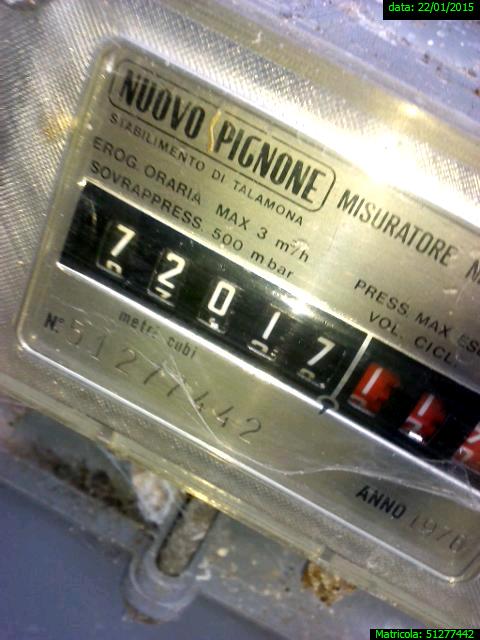 data: 22/01/2015
NUOVO PIGNONE
STABILIMENTO DI TALAMONA
MISURATORE
EROG. ORARIA MAX 3 m³/h
SOVRAPPRESS. 500 mbar
PRESS. MAX
VOL. CICL.
72017
metri cubi
N° 51277442
ANNO 1976
Matricola: 51277442